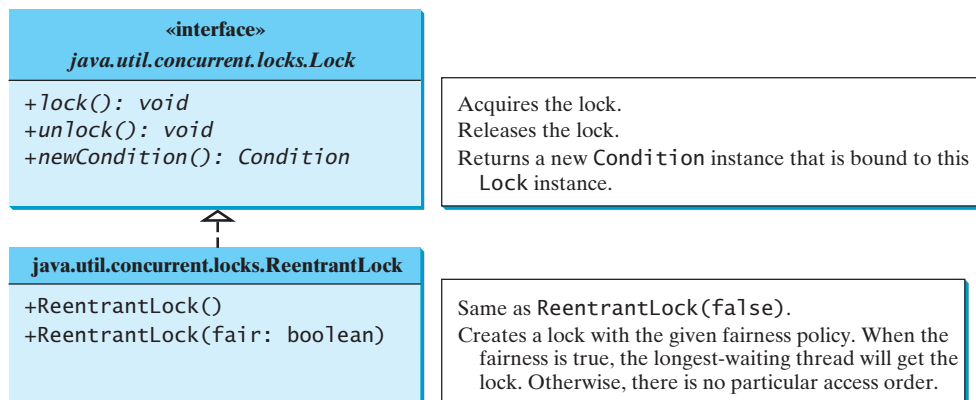 «interface»
java.util.concurrent.locks.Lock
+lock(): void
+unlock(): void
+newCondition(): Condition
Acquires the lock.
Releases the lock.
Returns a new Condition instance that is bound to this
Lock instance.
java.util.concurrent.locks.ReentrantLock
+ReentrantLock()
+ReentrantLock(fair: boolean)
Same as ReentrantLock(false).
Creates a lock with the given fairness policy. When the
fairness is true, the longest-waiting thread will get the
lock. Otherwise, there is no particular access order.